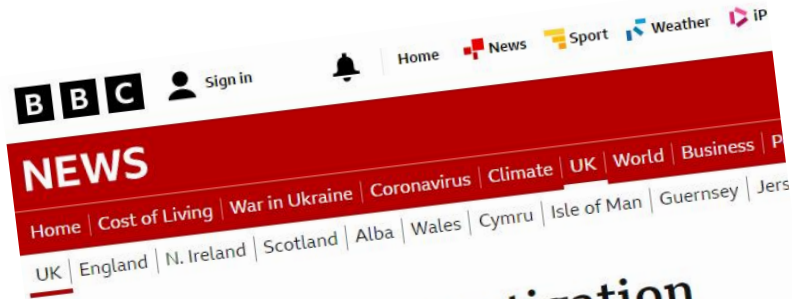 BBC Sign in Home News Sport Weather iP
NEWS
Home Cost of Living War in Ukraine Coronavirus Climate UK World Business P
UK England N. Ireland Scotland Alba Wales Cymru Isle of Man Guernsey Jers